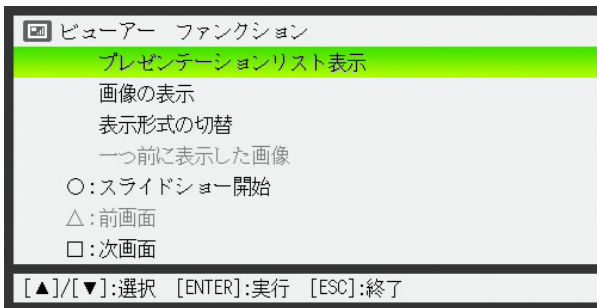 ビューアー ファンクション
プレゼンテーションリスト表示
画像の表示
表示形式の切替
一つ前に表示した画像
○:スライドショー開始
△:前画面
□:次画面
[▲]/[▼]:選択 [ENTER]:実行 [ESC]:終了